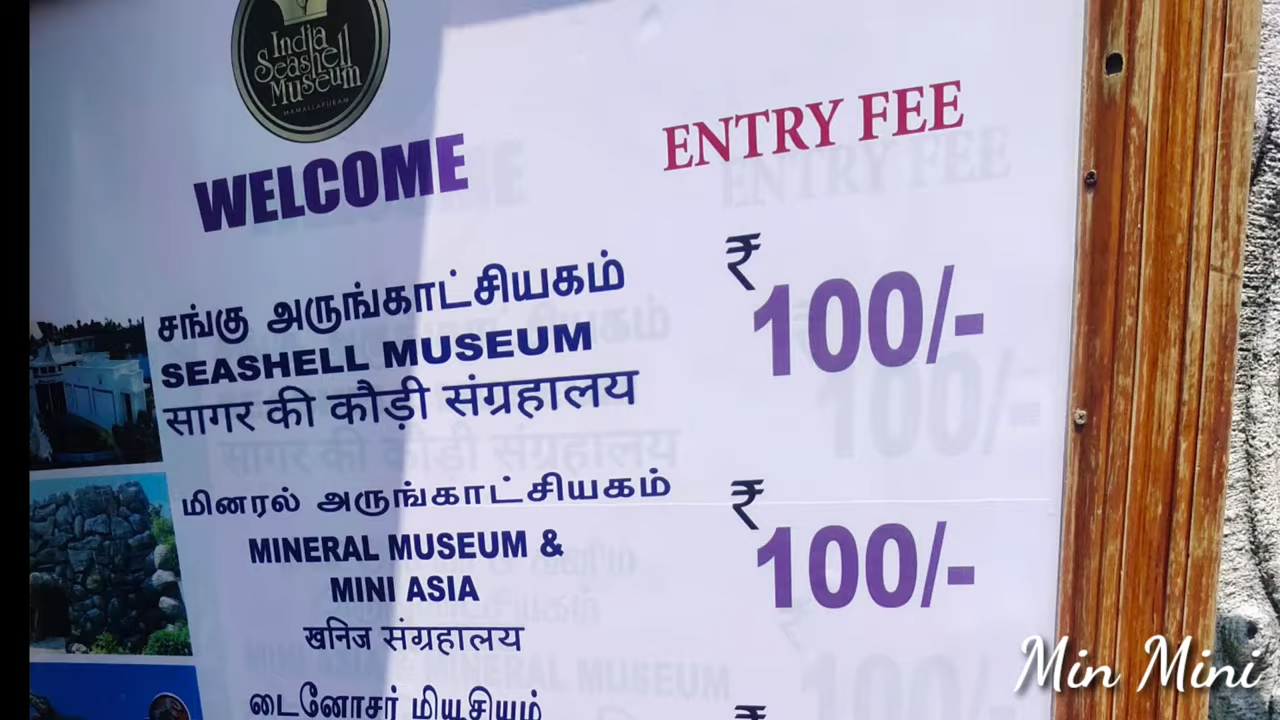 India
Seashell
Museum
MAMALLAPURAM
WELCOME
ENTRY FEE
சங்கு அருங்காட்சியகம்
SEASHELL MUSEUM
सागर की कौड़ी संग्रहालय
₹ 100/-
மினரல் அருங்காட்சியகம்
MINERAL MUSEUM &
MINI ASIA
खनिज संग्रहालय
₹ 100/-
டைனோசர் மியூசியம்
₹
Min Mini